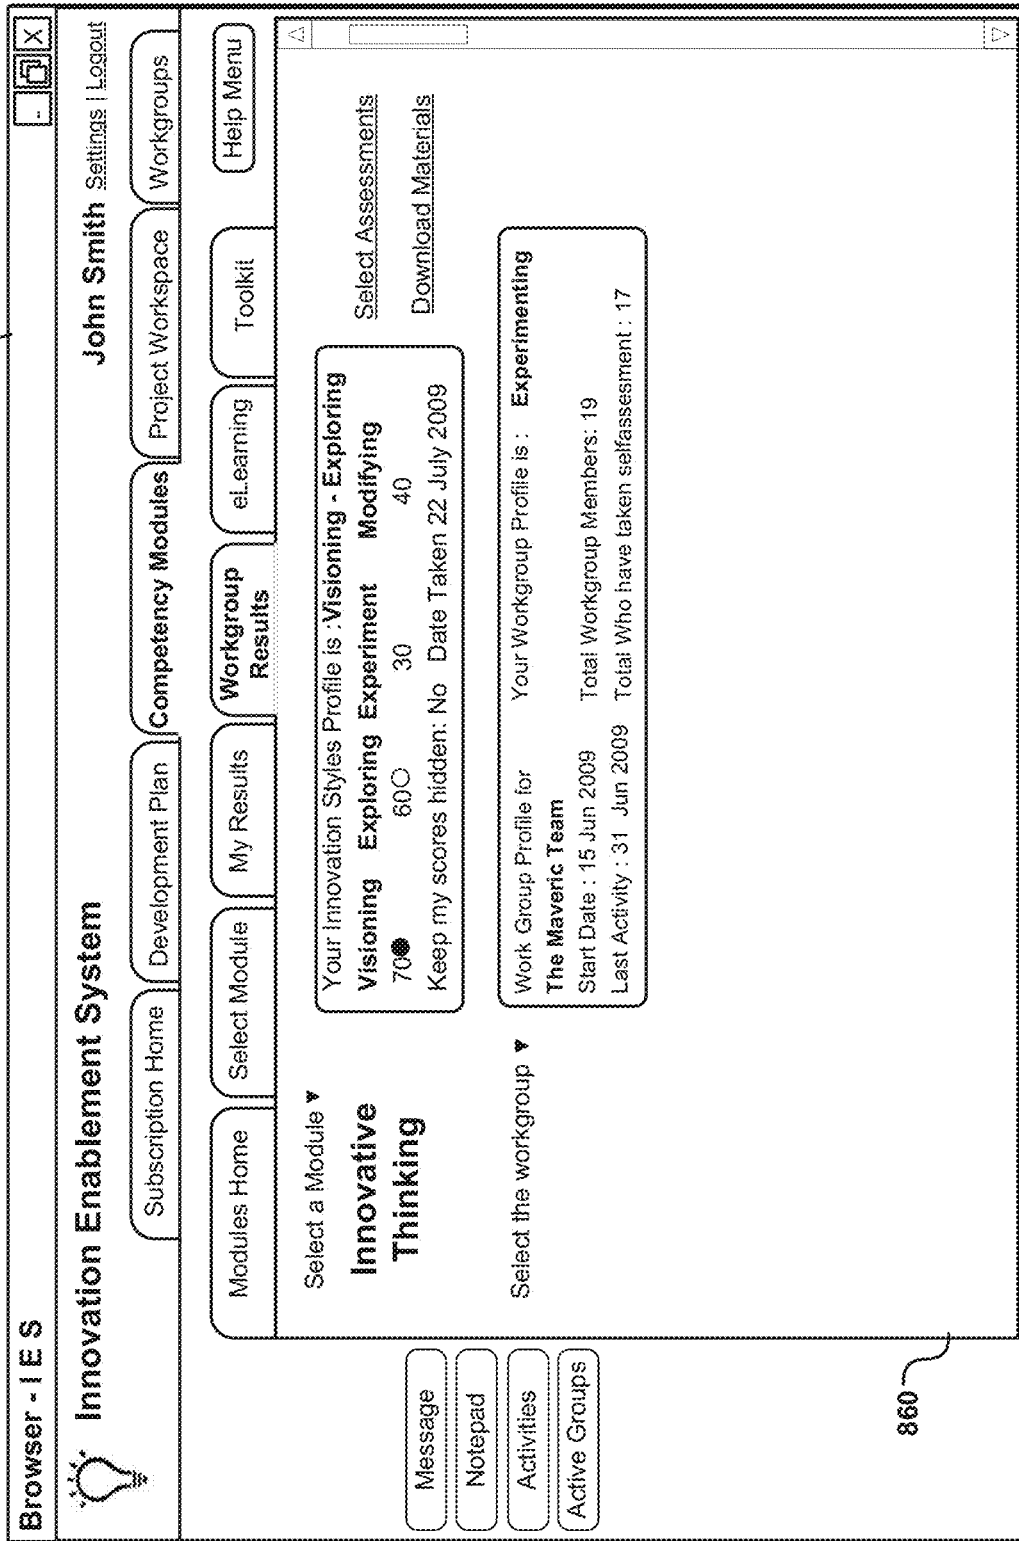 Browser - I E S
- X
Innovation Enablement System
John Smith Settings | Logout
Subscription Home
Development Plan
Competency Modules
Project Workspace
Workgroups
Modules Home
Select Module
My Results
Workgroup
Results
eLearning
Toolkit
Help Menu
Message
Notepad
Activities
Active Groups
Select a Module ▼
Innovative
Thinking
Your Innovation Styles Profile is :Visioning - Exploring
Visioning Exploring Experiment Modifying
70● 60○ 30 40
Keep my scores hidden: No Date Taken 22 July 2009
Select Assessments
Download Materials
Select the workgroup ▼
Work Group Profile for Your Workgroup Profile is : Experimenting
The Maveric Team
Start Date : 15 Jun 2009 Total Workgroup Members: 19
Last Activity : 31 Jun 2009 Total Who have taken selfassesment : 17
860